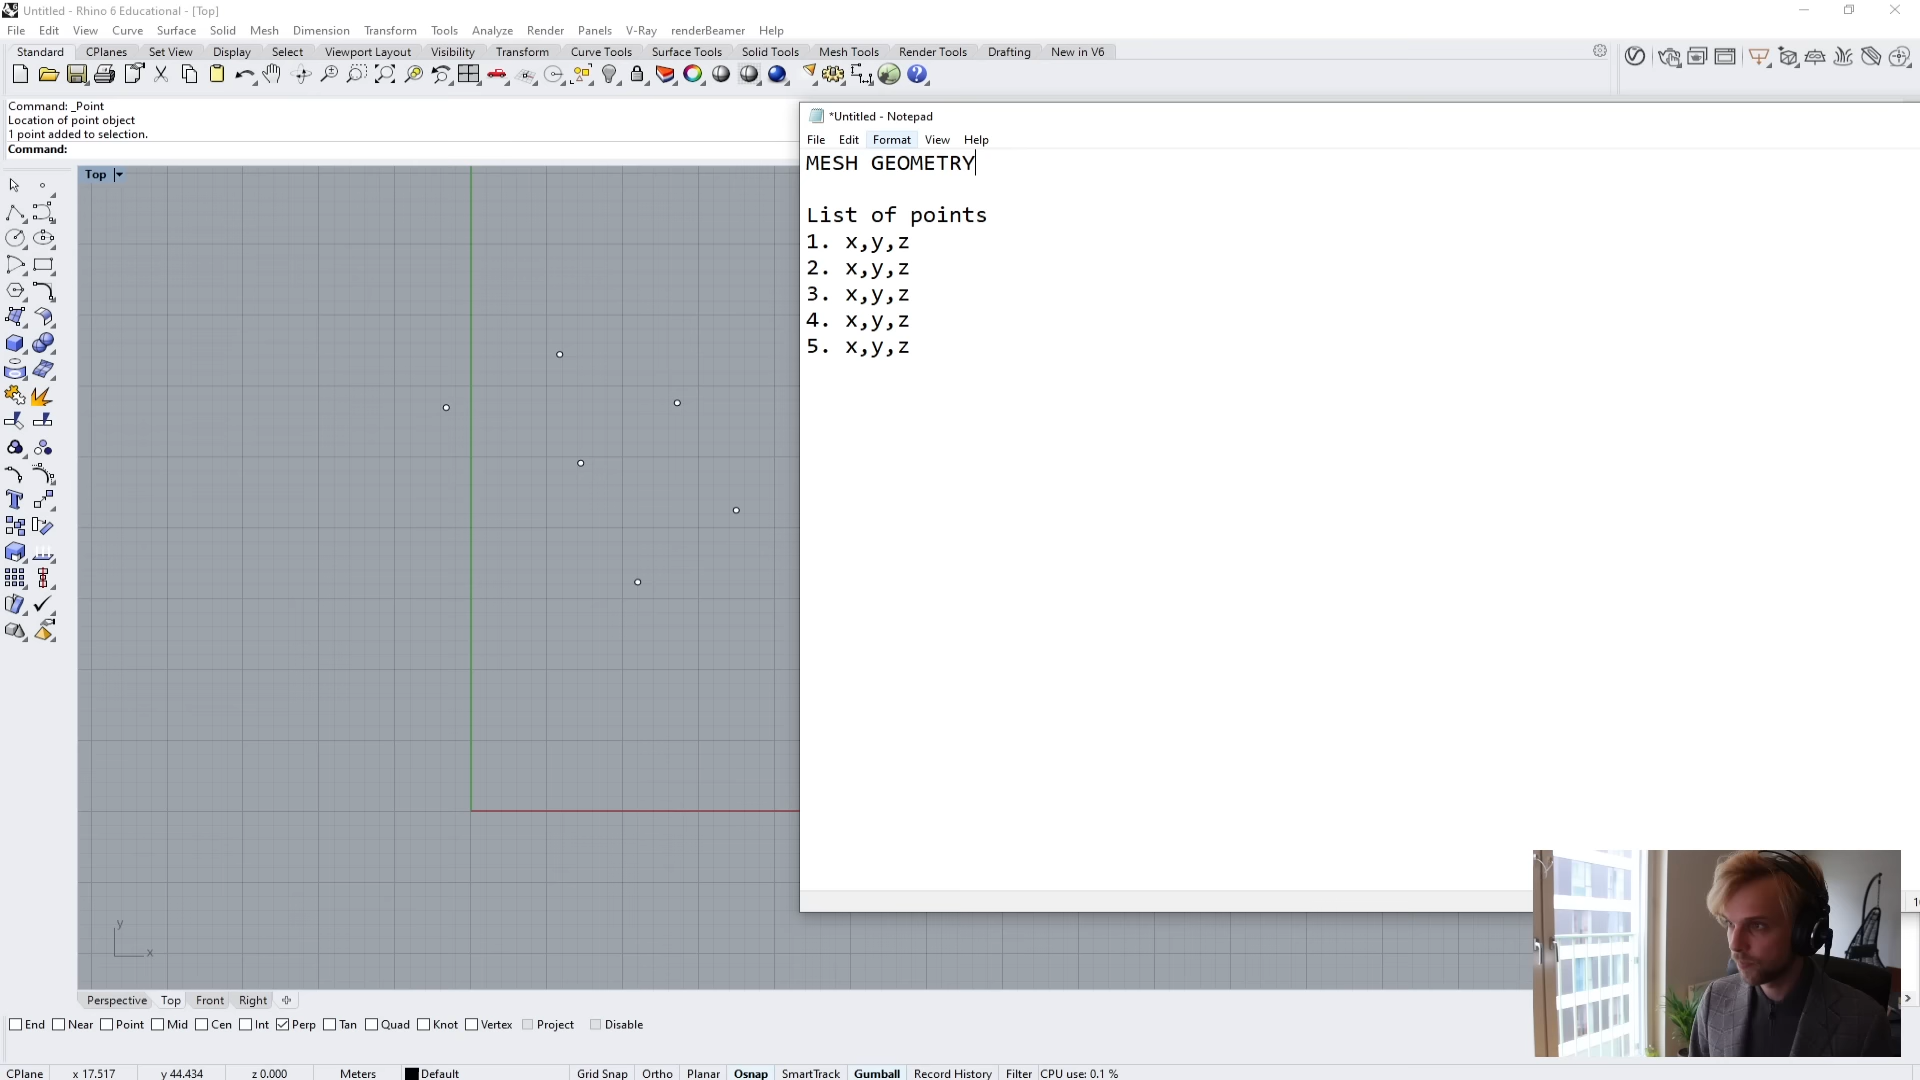 Untitled - Rhino 6 Educational - [Top]
File Edit View Curve Surface Solid Mesh Dimension Transform Tools Analyze Render Panels V-Ray renderBeamer Help
Standard CPlanes Set View Display Select Viewport Layout Visibility Transform Curve Tools Surface Tools Solid Tools Mesh Tools Render Tools Drafting New in V6
Command: _Point
Location of point object
1 point added to selection.
Command:
Top
*Untitled - Notepad
File Edit Format View Help
MESH GEOMETRY
List of points
1. x,y,z
2. x,y,z
3. x,y,z
4. x,y,z
5. x,y,z
y
x
Perspective Top Front Right
End Near Point Mid Cen Int Perp Tan Quad Knot Vertex Project Disable
CPlane x 17.517 y 44.434 z 0.000 Meters Default Grid Snap Ortho Planar Osnap SmartTrack Gumball Record History Filter CPU use: 0.1 %